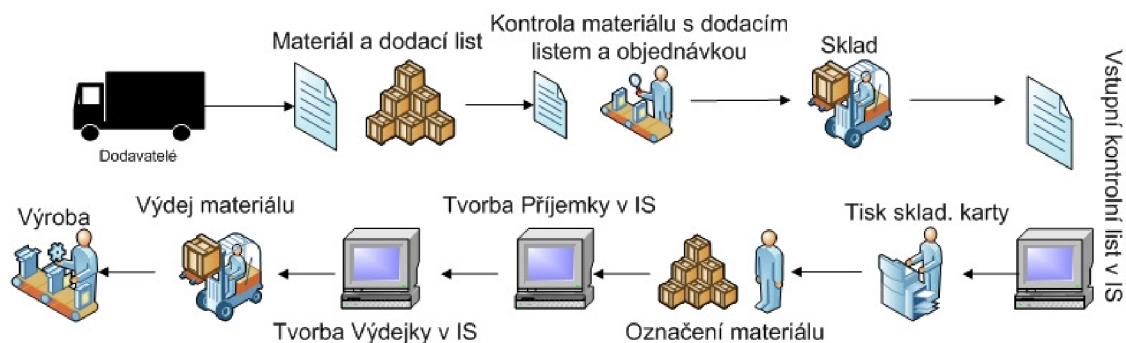 Dodavatelé
Materiál a dodací list
Kontrola materiálu s dodacím
listem a objednávkou
Sklad
Vstupní kontrolní list v IS
Tisk sklad. karty
Označení materiálu
Tvorba Příjemky v IS
Tvorba Výdejky v IS
Výdej materiálu
Výroba